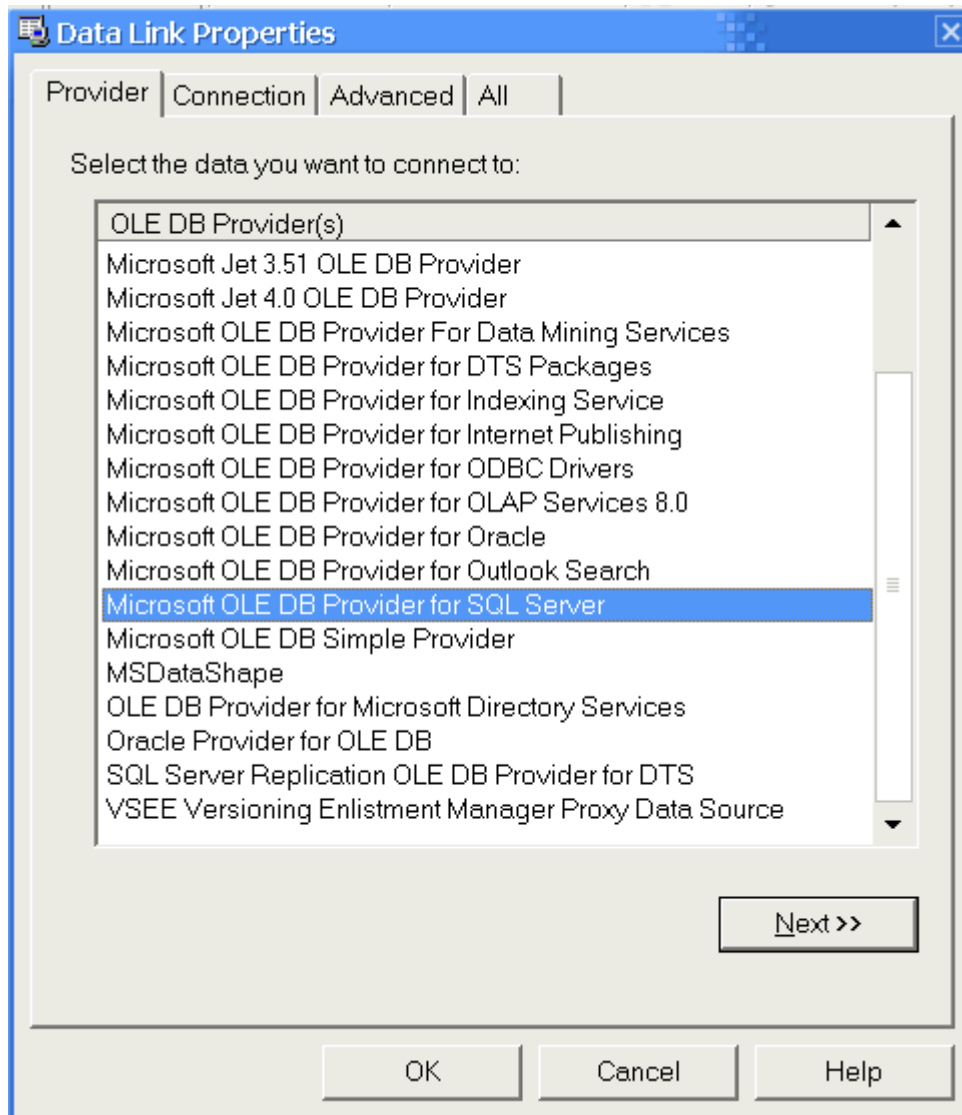 Data Link Properties
Provider Connection Advanced All
Select the data you want to connect to:
OLE DB Provider(s)
Microsoft Jet 3.51 OLE DB Provider
Microsoft Jet 4.0 OLE DB Provider
Microsoft OLE DB Provider For Data Mining Services
Microsoft OLE DB Provider for DTS Packages
Microsoft OLE DB Provider for Indexing Service
Microsoft OLE DB Provider for Internet Publishing
Microsoft OLE DB Provider for ODBC Drivers
Microsoft OLE DB Provider for OLAP Services 8.0
Microsoft OLE DB Provider for Oracle
Microsoft OLE DB Provider for Outlook Search
Microsoft OLE DB Provider for SQL Server
Microsoft OLE DB Simple Provider
MSDataShape
OLE DB Provider for Microsoft Directory Services
Oracle Provider for OLE DB
SQL Server Replication OLE DB Provider for DTS
VSEE Versioning Enlistment Manager Proxy Data Source
Next >>
OK Cancel Help